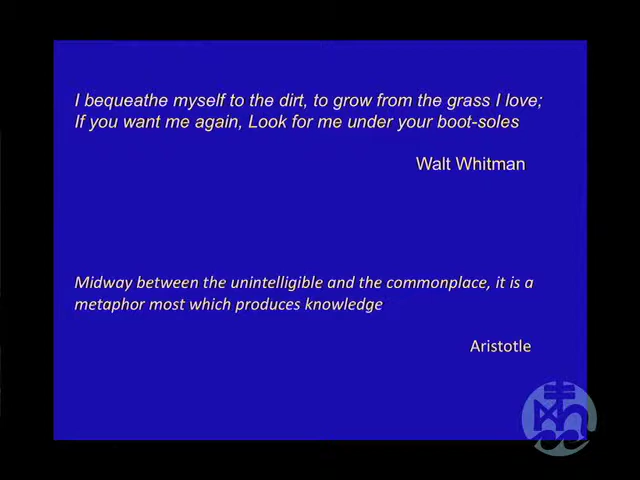 I bequeathe myself to the dirt, to grow from the grass I love;
If you want me again, Look for me under your boot-soles
Walt Whitman
Midway between the unintelligible and the commonplace, it is a
metaphor most which produces knowledge
Aristotle